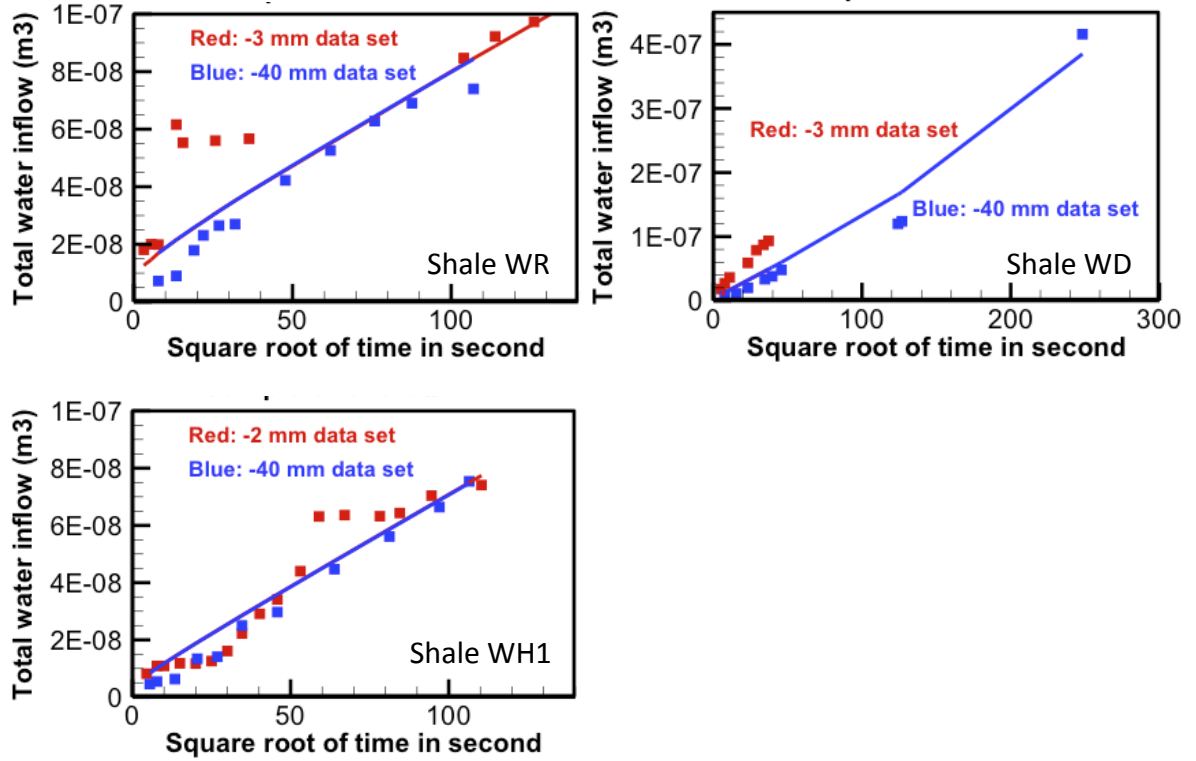 Total water inflow (m3)
1E-07
8E-08
6E-08
4E-08
2E-08
0
Red: -3 mm data set
Blue: -40 mm data set
Shale WR
0 50 100
Square root of time in second
Total water inflow (m3)
4E-07
3E-07
2E-07
1E-07
0
Red: -3 mm data set
Blue: -40 mm data set
Shale WD
0 100 200 300
Square root of time in second
Total water inflow (m3)
1E-07
8E-08
6E-08
4E-08
2E-08
0
Red: -2 mm data set
Blue: -40 mm data set
Shale WH1
0 50 100
Square root of time in second